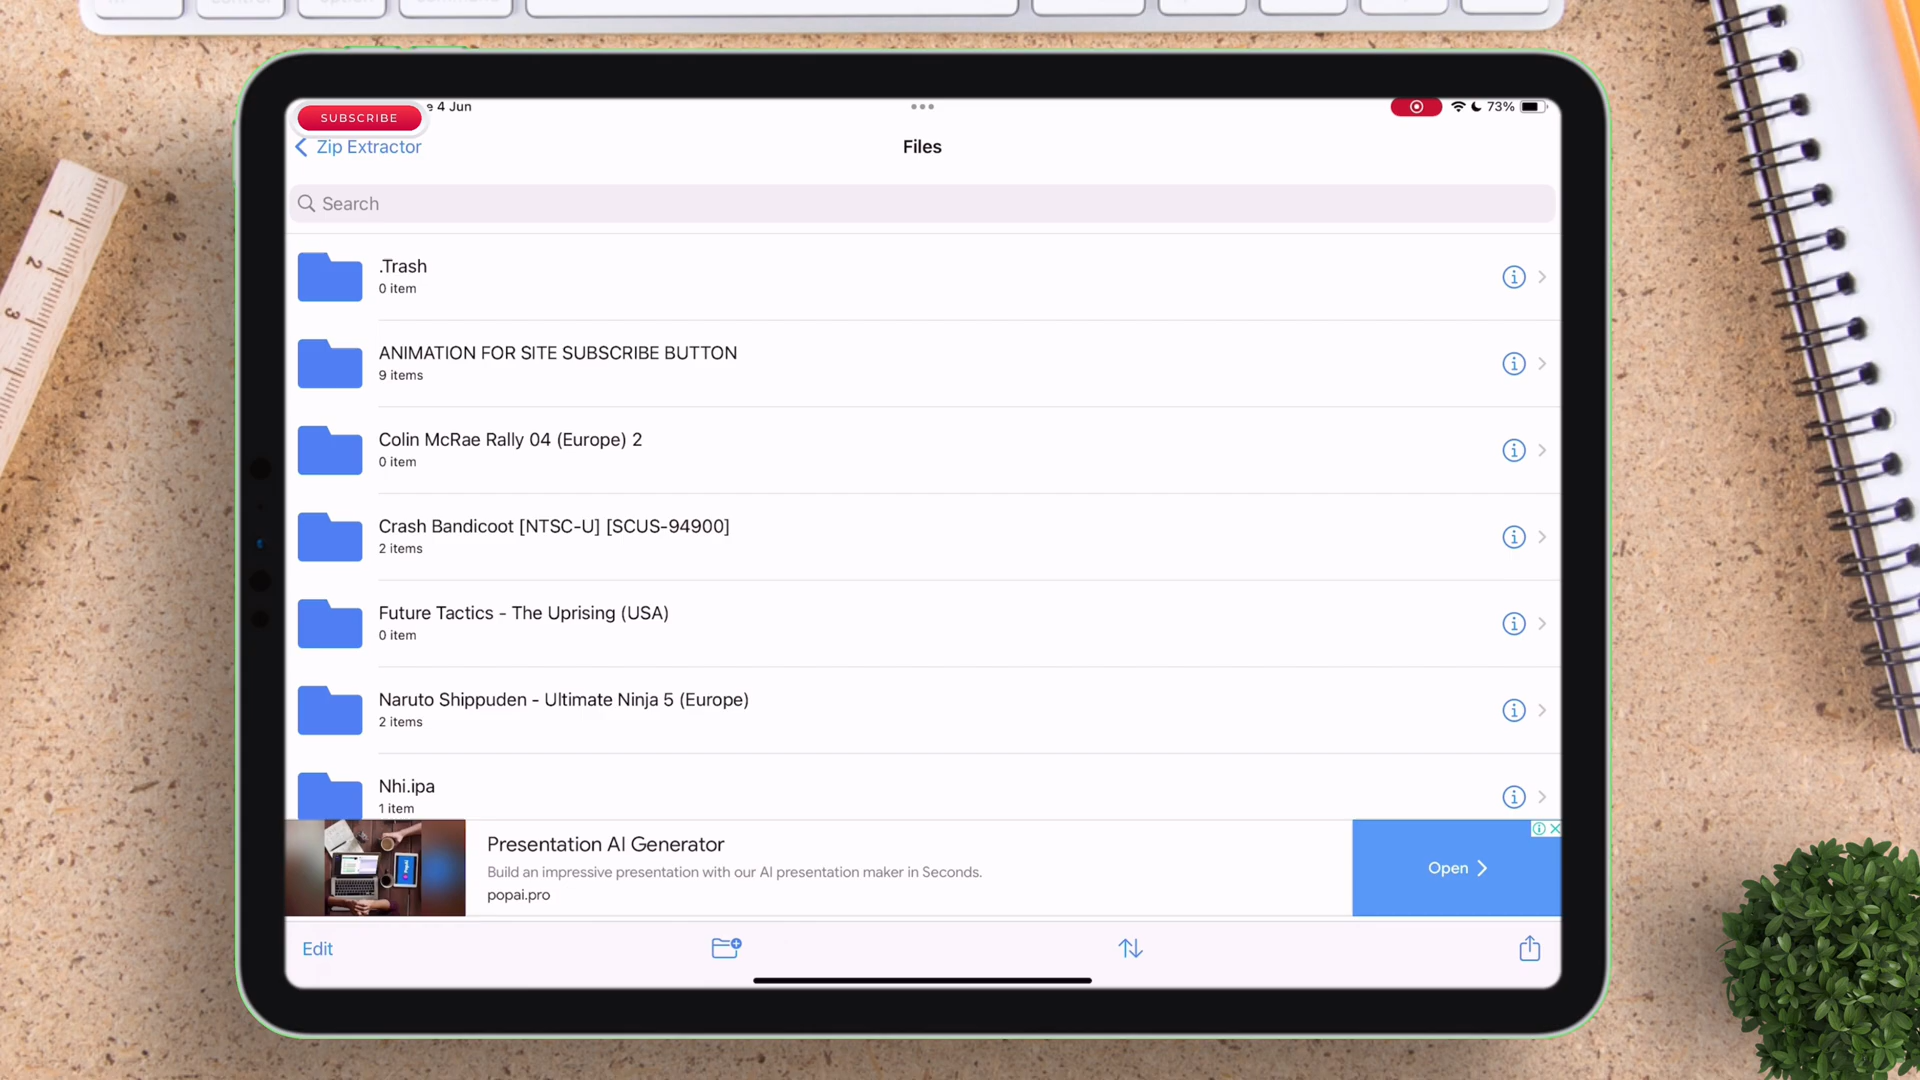 SUBSCRIBE
e 4 Jun
73%
Zip Extractor
Files
Search
.Trash
0 item
ANIMATION FOR SITE SUBSCRIBE BUTTON
9 items
Colin McRae Rally 04 (Europe) 2
0 item
Crash Bandicoot [NTSC-U] [SCUS-94900]
2 items
Future Tactics - The Uprising (USA)
0 item
Naruto Shippuden - Ultimate Ninja 5 (Europe)
2 items
Nhi.ipa
1 item
Presentation AI Generator
Build an impressive presentation with our AI presentation maker in Seconds.
popai.pro
Open
Edit
1
2
3